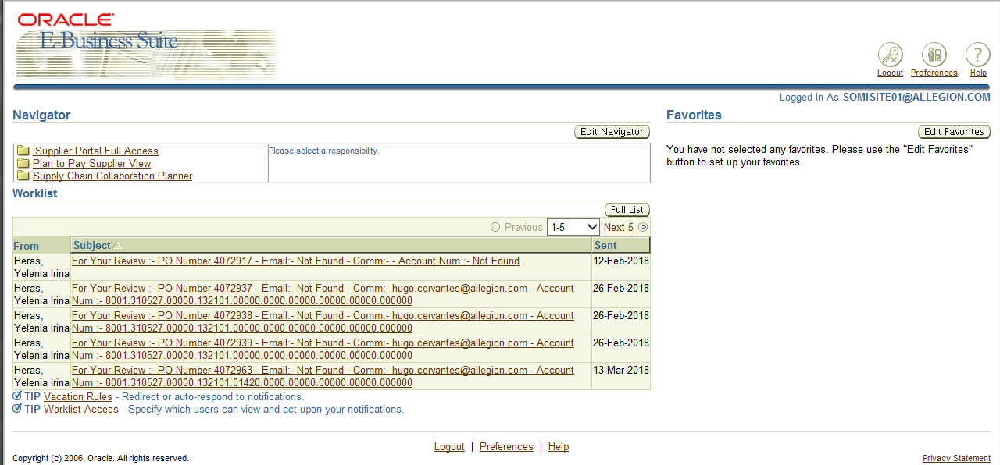 ORACLE
E-Business Suite
Logout Preferences Help
Logged In As SOMISITE01@ALLEGION.COM
Navigator
Edit Navigator
iSupplier Portal Full Access
Plan to Pay Supplier View
Supply Chain Collaboration Planner
Please select a responsibility.
Favorites
Edit Favorites
You have not selected any favorites. Please use the "Edit Favorites"
button to set up your favorites.
Worklist
Full List
Previous 1-5 Next 5
From Subject Sent
Heras, For Your Review :- PO Number 4072917 - Email:- Not Found - Comm:- - Account Num :- Not Found 12-Feb-2018
Yelenia Irina
Heras, For Your Review :- PO Number 4072937 - Email:- Not Found - Comm:- hugo.cervantes@allegion.com - Account 26-Feb-2018
Yelenia Irina Num :- 8001.310527.00000.132101.00000.0000.00000.00000.00000.000000
Heras, For Your Review :- PO Number 4072938 - Email:- Not Found - Comm:- hugo.cervantes@allegion.com - Account 26-Feb-2018
Yelenia Irina Num :- 8001.310527.00000.132101.00000.0000.00000.00000.00000.000000
Heras, For Your Review :- PO Number 4072939 - Email:- Not Found - Comm:- hugo.cervantes@allegion.com - Account 26-Feb-2018
Yelenia Irina Num :- 8001.310527.00000.132101.00000.0000.00000.00000.00000.000000
Heras, For Your Review :- PO Number 4072963 - Email:- Not Found - Comm:- hugo.cervantes@allegion.com - Account 13-Mar-2018
Yelenia Irina Num :- 8001.310527.00000.132101.01420.0000.00000.00000.00000.000000
TIP Vacation Rules - Redirect or auto-respond to notifications.
TIP Worklist Access - Specify which users can view and act upon your notifications.
Logout | Preferences | Help
Copyright (c) 2006, Oracle. All rights reserved.
Privacy Statement